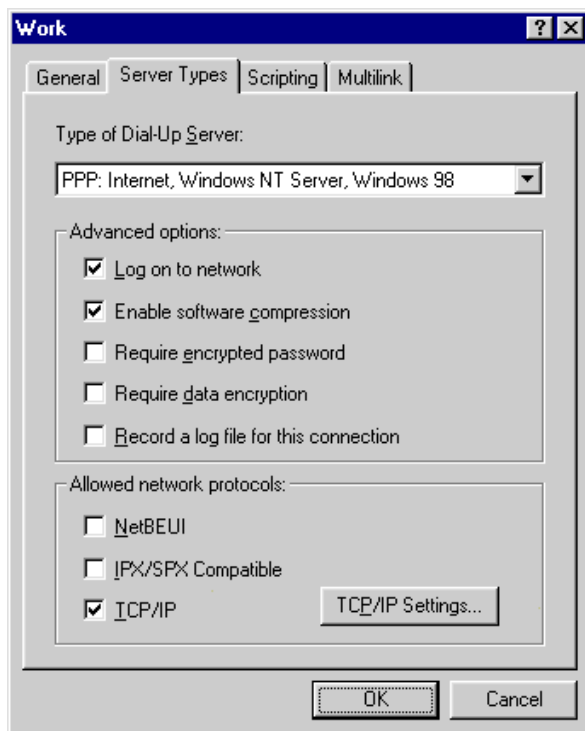 Work
General Server Types Scripting Multilink
Type of Dial-Up Server:
PPP: Internet, Windows NT Server, Windows 98
Advanced options:
Log on to network
Enable software compression
Require encrypted password
Require data encryption
Record a log file for this connection
Allowed network protocols:
NetBEUI
IPX/SPX Compatible
TCP/IP TCP/IP Settings...
OK Cancel